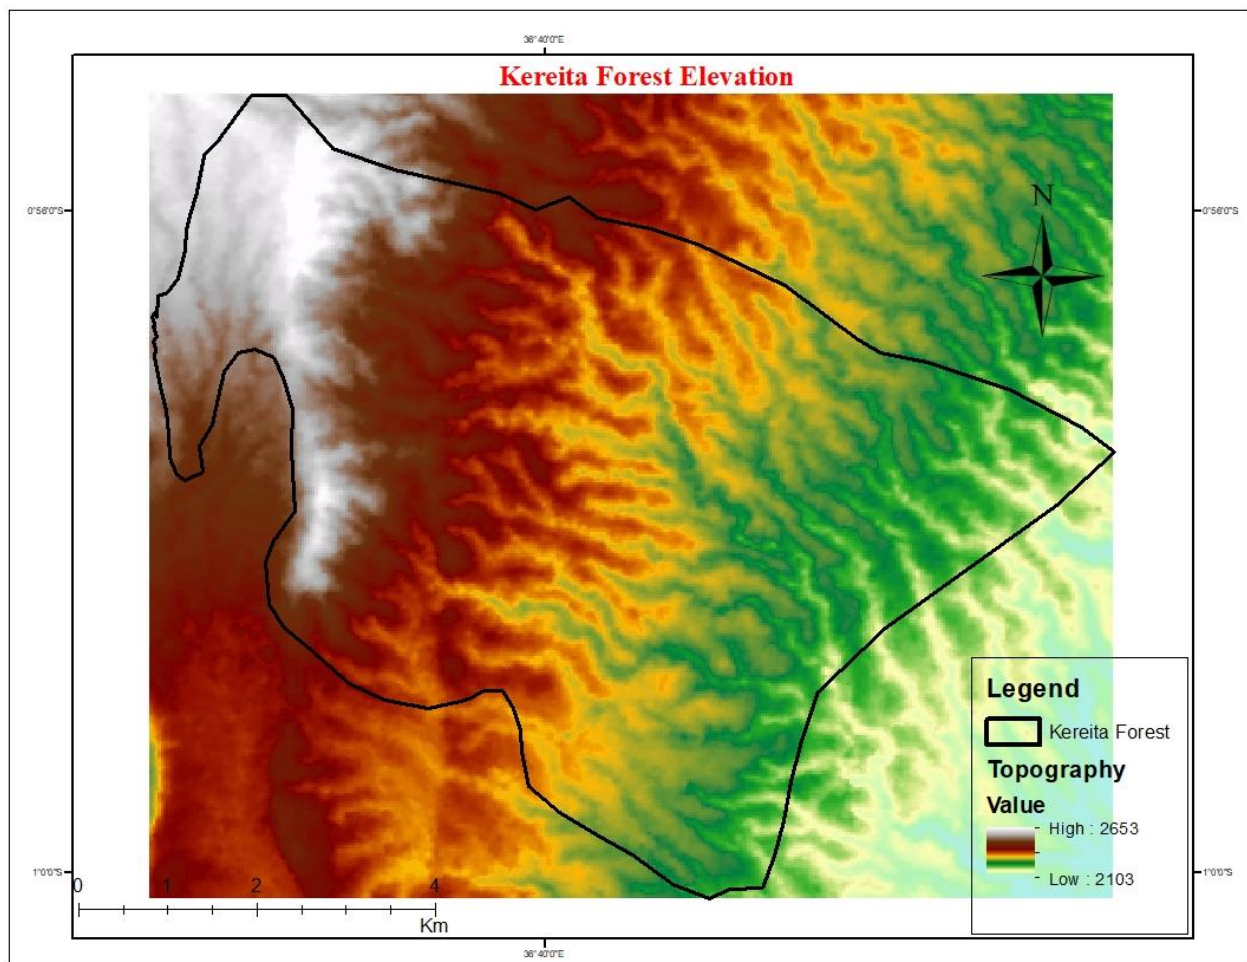 36°40'0"E
Kereita Forest Elevation
N
0°56'0"S
0°56'0"S
Legend
Kereita Forest
Topography
Value
High : 2653
Low : 2103
1°0'0"S
1°0'0"S
0 1 2 4
Km
36°40'0"E